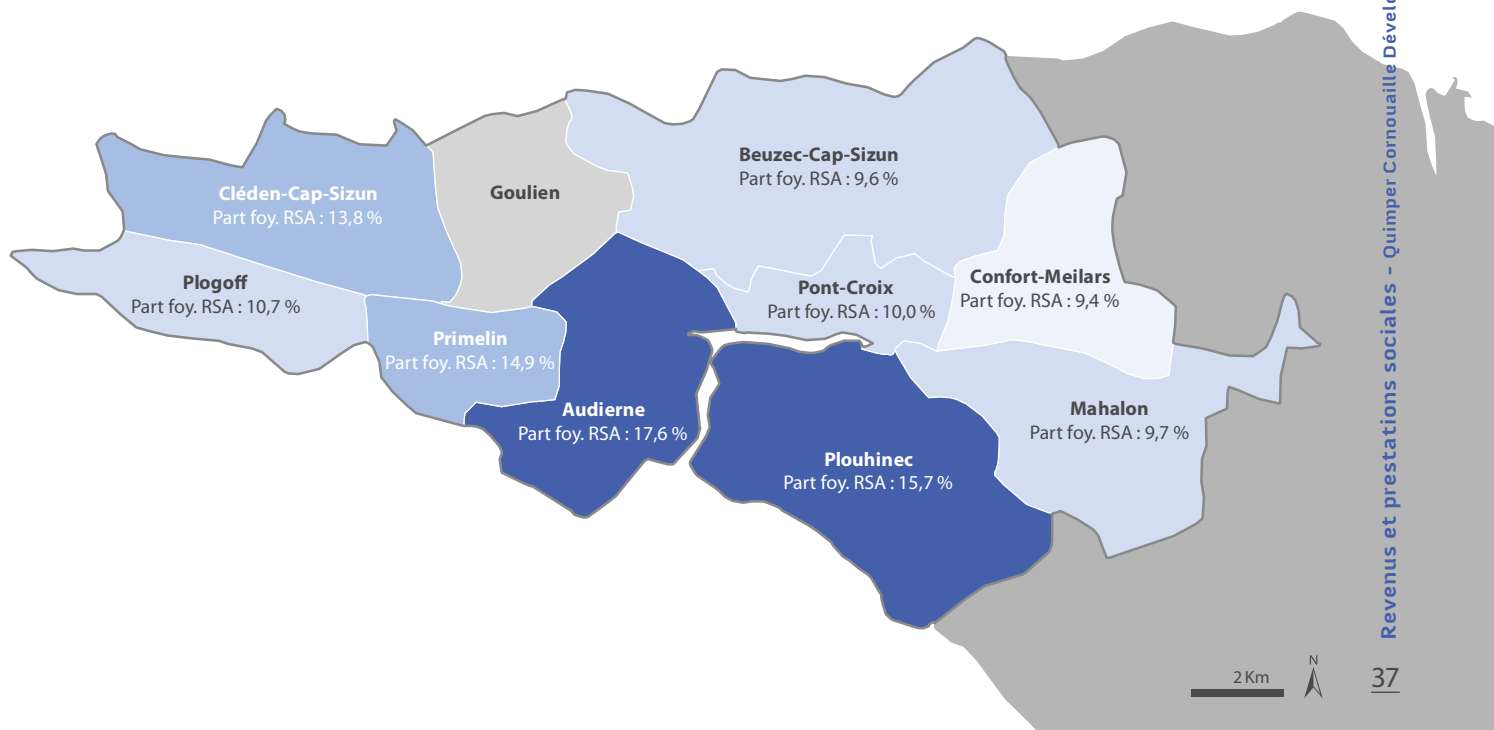 Beuzec-Cap-Sizun
Part foy. RSA : 9,6 %
Cléden-Cap-Sizun
Part foy. RSA : 13,8 %
Goulien
Plogoff
Part foy. RSA : 10,7 %
Pont-Croix
Part foy. RSA : 10,0 %
Confort-Meilars
Part foy. RSA : 9,4 %
Primelin
Part foy. RSA : 14,9 %
Audierne
Part foy. RSA : 17,6 %
Mahalon
Part foy. RSA : 9,7 %
Plouhinec
Part foy. RSA : 15,7 %
2 Km
N
37
Revenus et prestations sociales - Quimper Cornouaille Dévelo